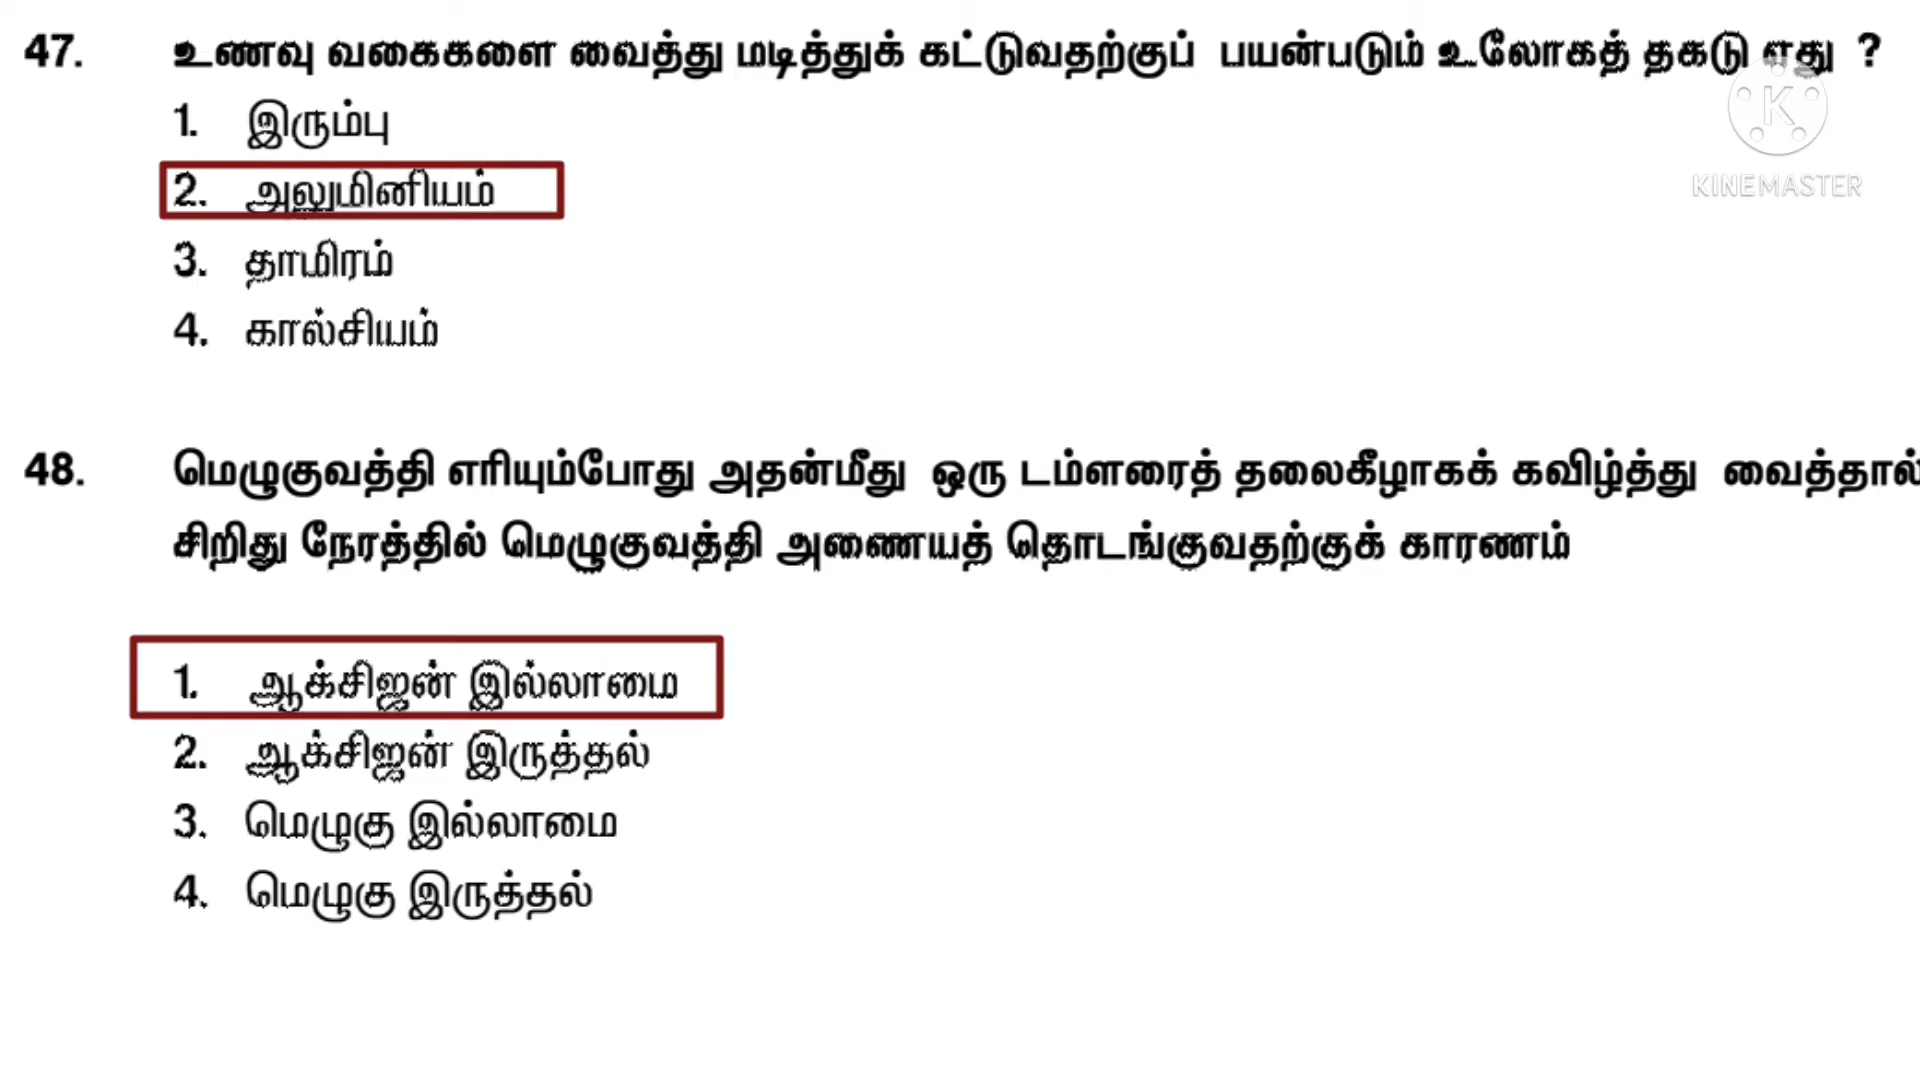 47. உணவு வகைகளை வைத்து மடித்துக் கட்டுவதற்குப் பயன்படும் உலோகத் தகடு எது ?
1. இரும்பு
K
2. அலுமினியம்
KINEMASTER
3. தாமிரம்
4. கால்சியம்
48. மெழுகுவத்தி எரியும்போது அதன்மீது ஒரு டம்ளரைத் தலைகீழாகக் கவிழ்த்து வைத்தால்
சிறிது நேரத்தில் மெழுகுவத்தி அணையத் தொடங்குவதற்குக் காரணம்
1. ஆக்சிஜன் இல்லாமை
2. ஆக்சிஜன் இருத்தல்
3. மெழுகு இல்லாமை
4. மெழுகு இருத்தல்